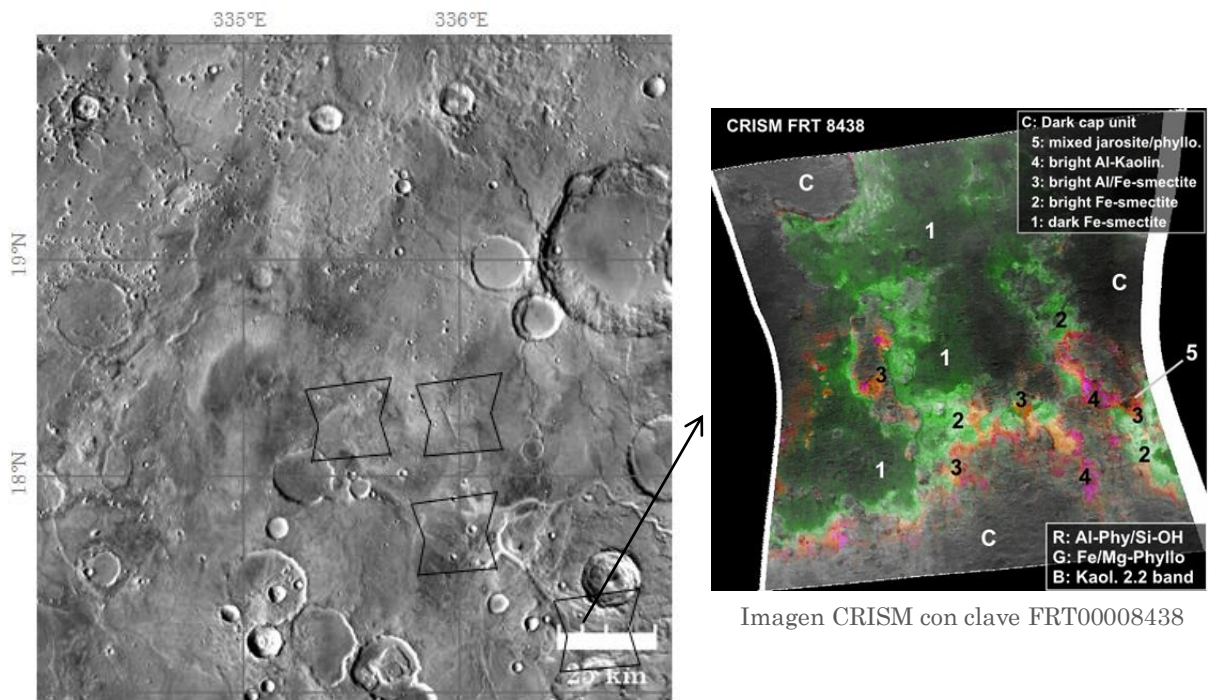 335°E 336°E
19°N
18°N
25 km
CRISM FRT 8438
C: Dark cap unit
5: mixed jarosite/phyllo.
4: bright Al-Kaolin.
3: bright Al/Fe-smectite
2: bright Fe-smectite
1: dark Fe-smectite
C
1
C
2
1
5
3
4
3
3
2
2
1
3
4
C
R: Al-Phy/Si-OH
G: Fe/Mg-Phyllo
B: Kaol. 2.2 band
Imagen CRISM con clave FRT00008438